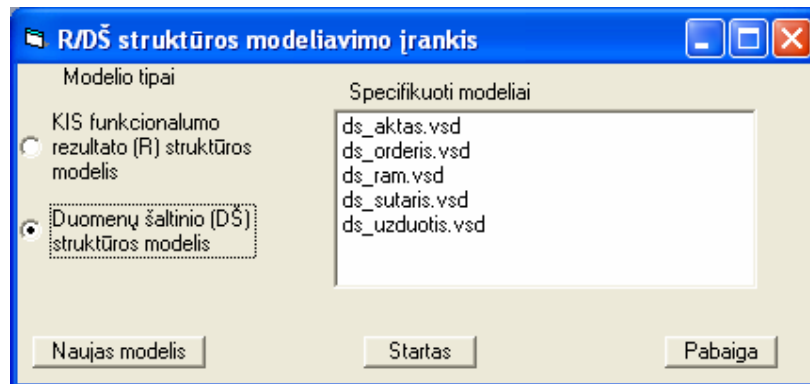 R/DŠ struktūros modeliavimo įrankis
Modelio tipai
KIS funkcionalumo
rezultato (R) struktūros
modelis
Duomenų šaltinio (DŠ)
struktūros modelis
Specifikuoti modeliai
ds_aktas.vsd
ds_orderis.vsd
ds_ram.vsd
ds_sutaris.vsd
ds_uzduotis.vsd
Naujas modelis
Startas
Pabaiga